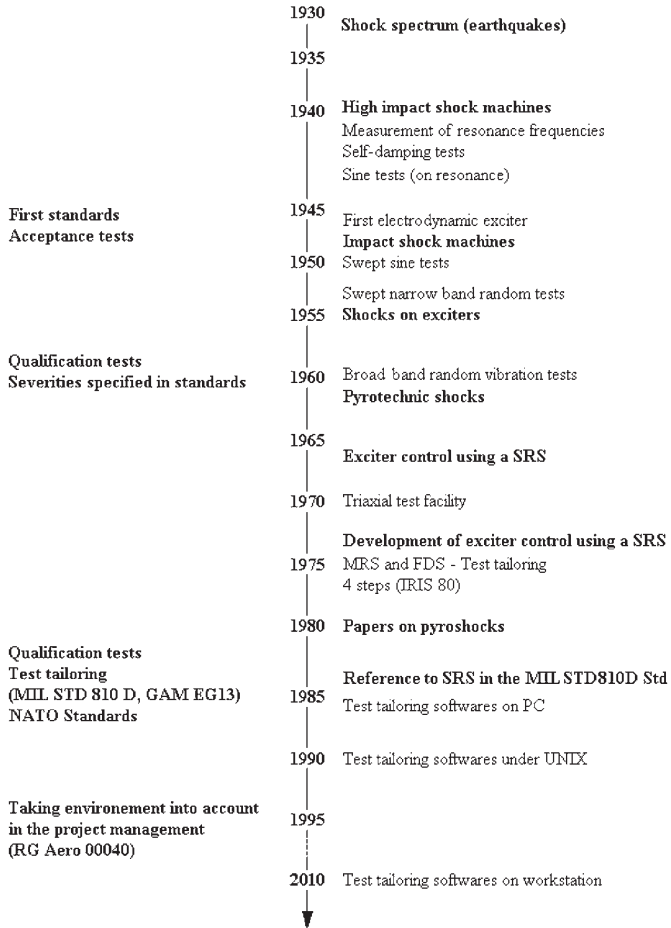 1930
Shock spectrum (earthquakes)
1935
1940
High impact shock machines
Measurement of resonance frequencies
Self-damping tests
Sine tests (on resonance)
First standards
Acceptance tests
1945
First electrodynamic exciter
Impact shock machines
1950
Swept sine tests
Swept narrow band random tests
1955
Shocks on exciters
Qualification tests
Severities specified in standards
1960
Broad band random vibration tests
Pyrotechnic shocks
1965
Exciter control using a SRS
1970
Triaxial test facility
Development of exciter control using a SRS
1975
MRS and FDS - Test tailoring
4 steps (IRIS 80)
1980
Papers on pyroshocks
Qualification tests
Test tailoring
(MIL STD 810 D, GAM EG13)
NATO Standards
Reference to SRS in the MIL STD810D Std
1985
Test tailoring softwares on PC
1990
Test tailoring softwares under UNIX
Taking environement into account
in the project management
(RG Aero 00040)
1995
2010
Test tailoring softwares on workstation